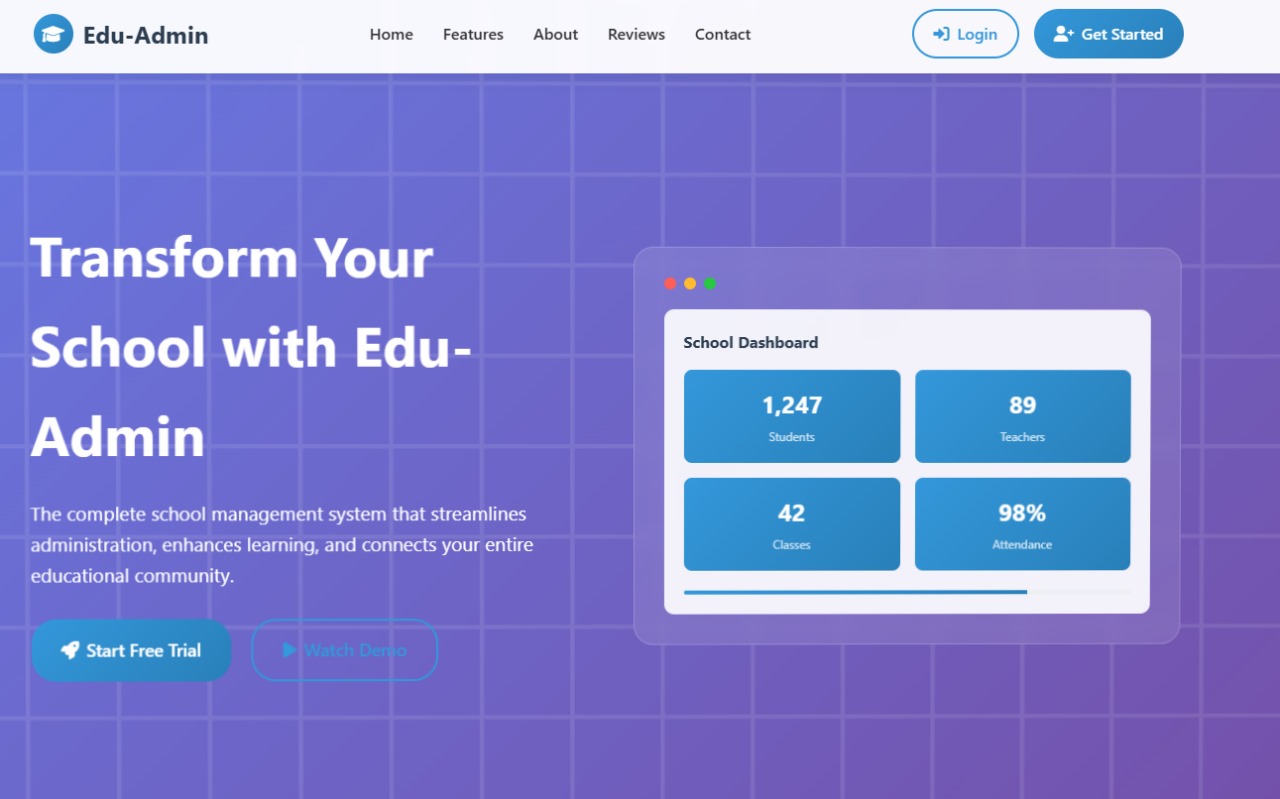 Edu-Admin
Home
Features
About
Reviews
Contact
Login
Get Started
Transform Your
School with Edu-
Admin
The complete school management system that streamlines
administration, enhances learning, and connects your entire
educational community.
Start Free Trial
Watch Demo
School Dashboard
1,247
Students
89
Teachers
42
Classes
98%
Attendance